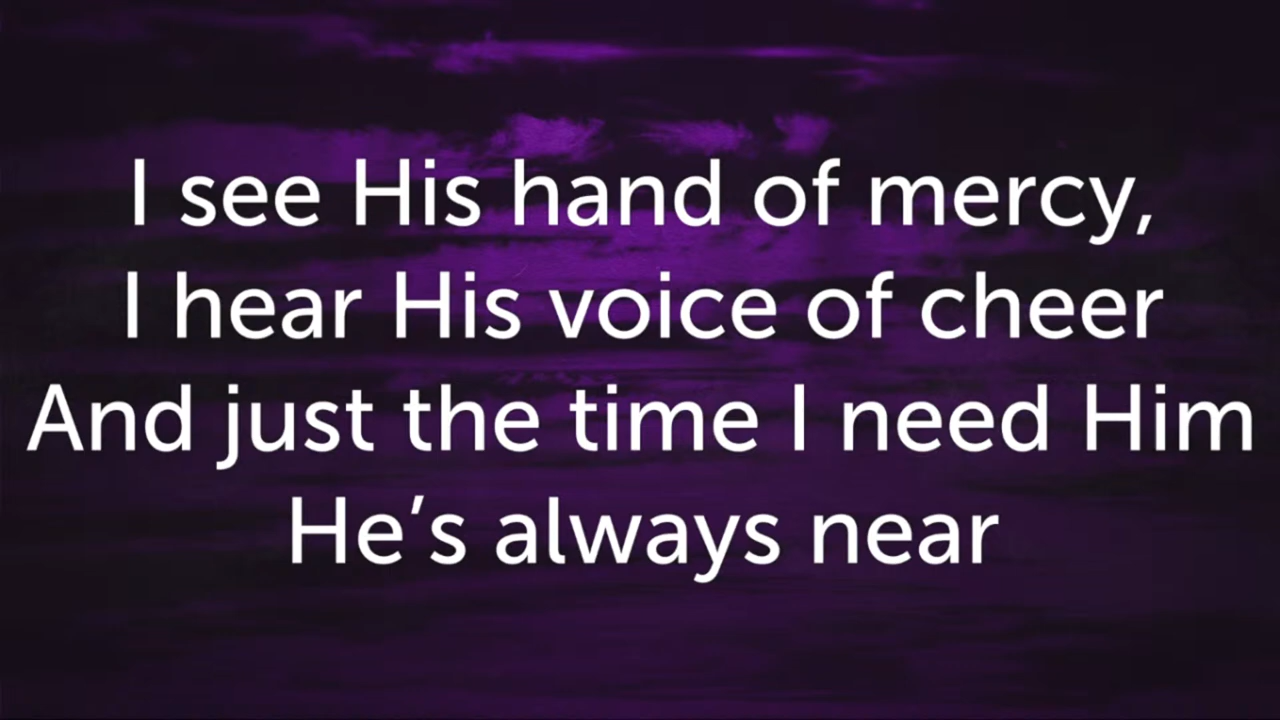 I see His hand of mercy,
I hear His voice of cheer
And just the time I need Him
He’s always near